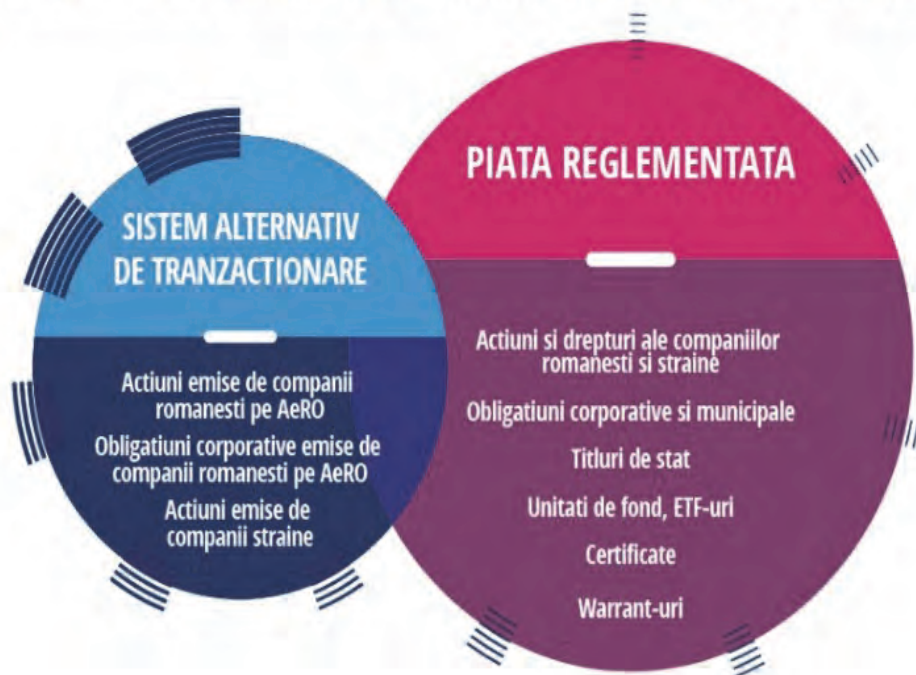 SISTEM ALTERNATIV
DE TRANZACTIONARE
Actiuni emise de companii
romanesti pe AeRO
Obligatiuni corporative emise de
companii romanesti pe AeRO
Actiuni emise de
companii straine
PIATA REGLEMENTATA
Actiuni si drepturi ale companiilor
romanesti si straine
Obligatiuni corporative si municipale
Titluri de stat
Unitati de fond, ETF-uri
Certificate
Warrant-uri